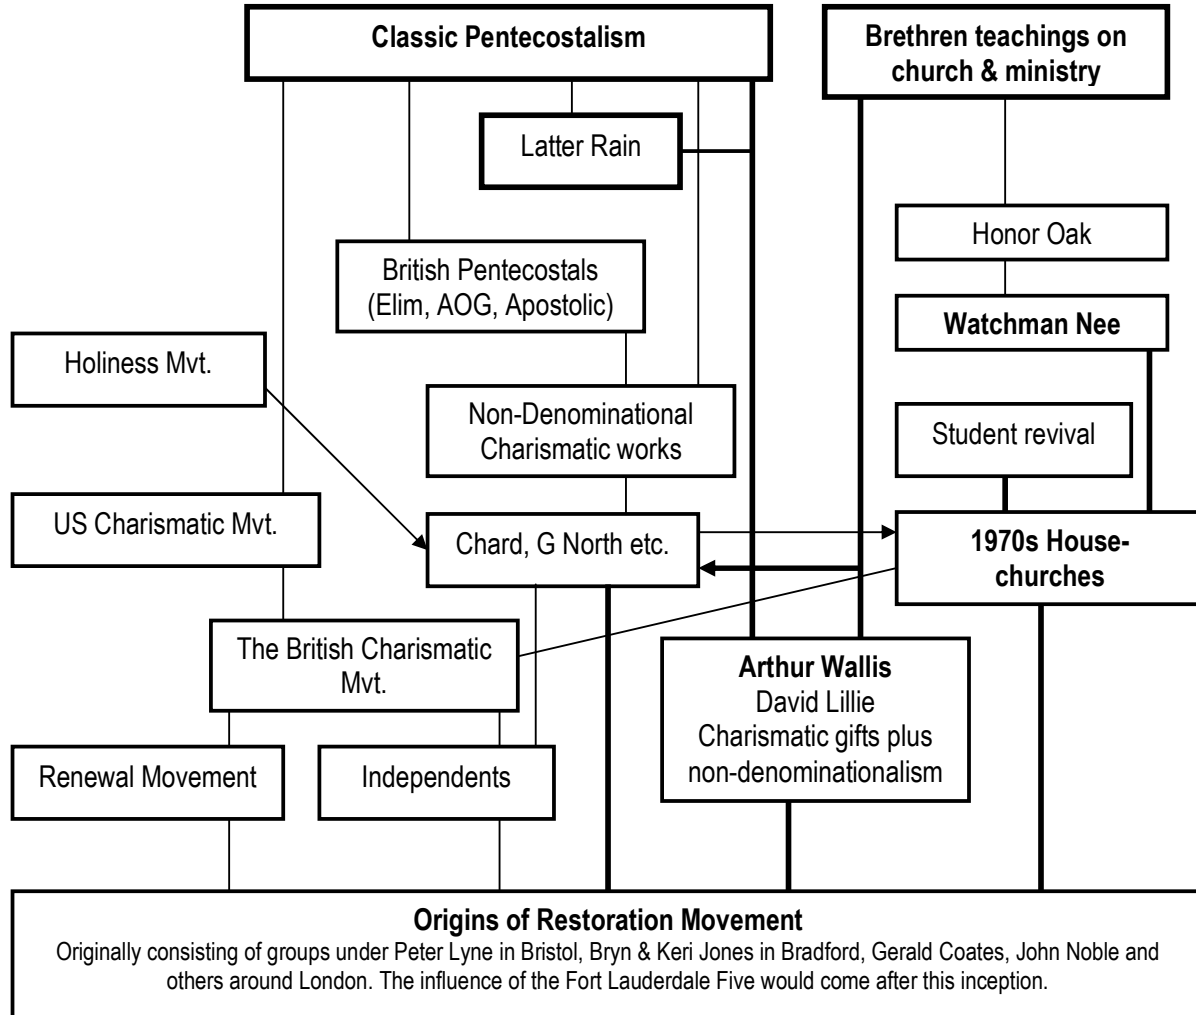 Classic Pentecostalism
Brethren teachings on
church & ministry
Latter Rain
Honor Oak
British Pentecostals
(Elim, AOG, Apostolic)
Watchman Nee
Holiness Mvt.
Non-Denominational
Charismatic works
Student revival
US Charismatic Mvt.
Chard, G North etc.
1970s House-
churches
The British Charismatic
Mvt.
Arthur Wallis
David Lillie
Charismatic gifts plus
non-denominationalism
Renewal Movement
Independents
Origins of Restoration Movement
Originally consisting of groups under Peter Lyne in Bristol, Bryn & Keri Jones in Bradford, Gerald Coates, John Noble and
others around London. The influence of the Fort Lauderdale Five would come after this inception.